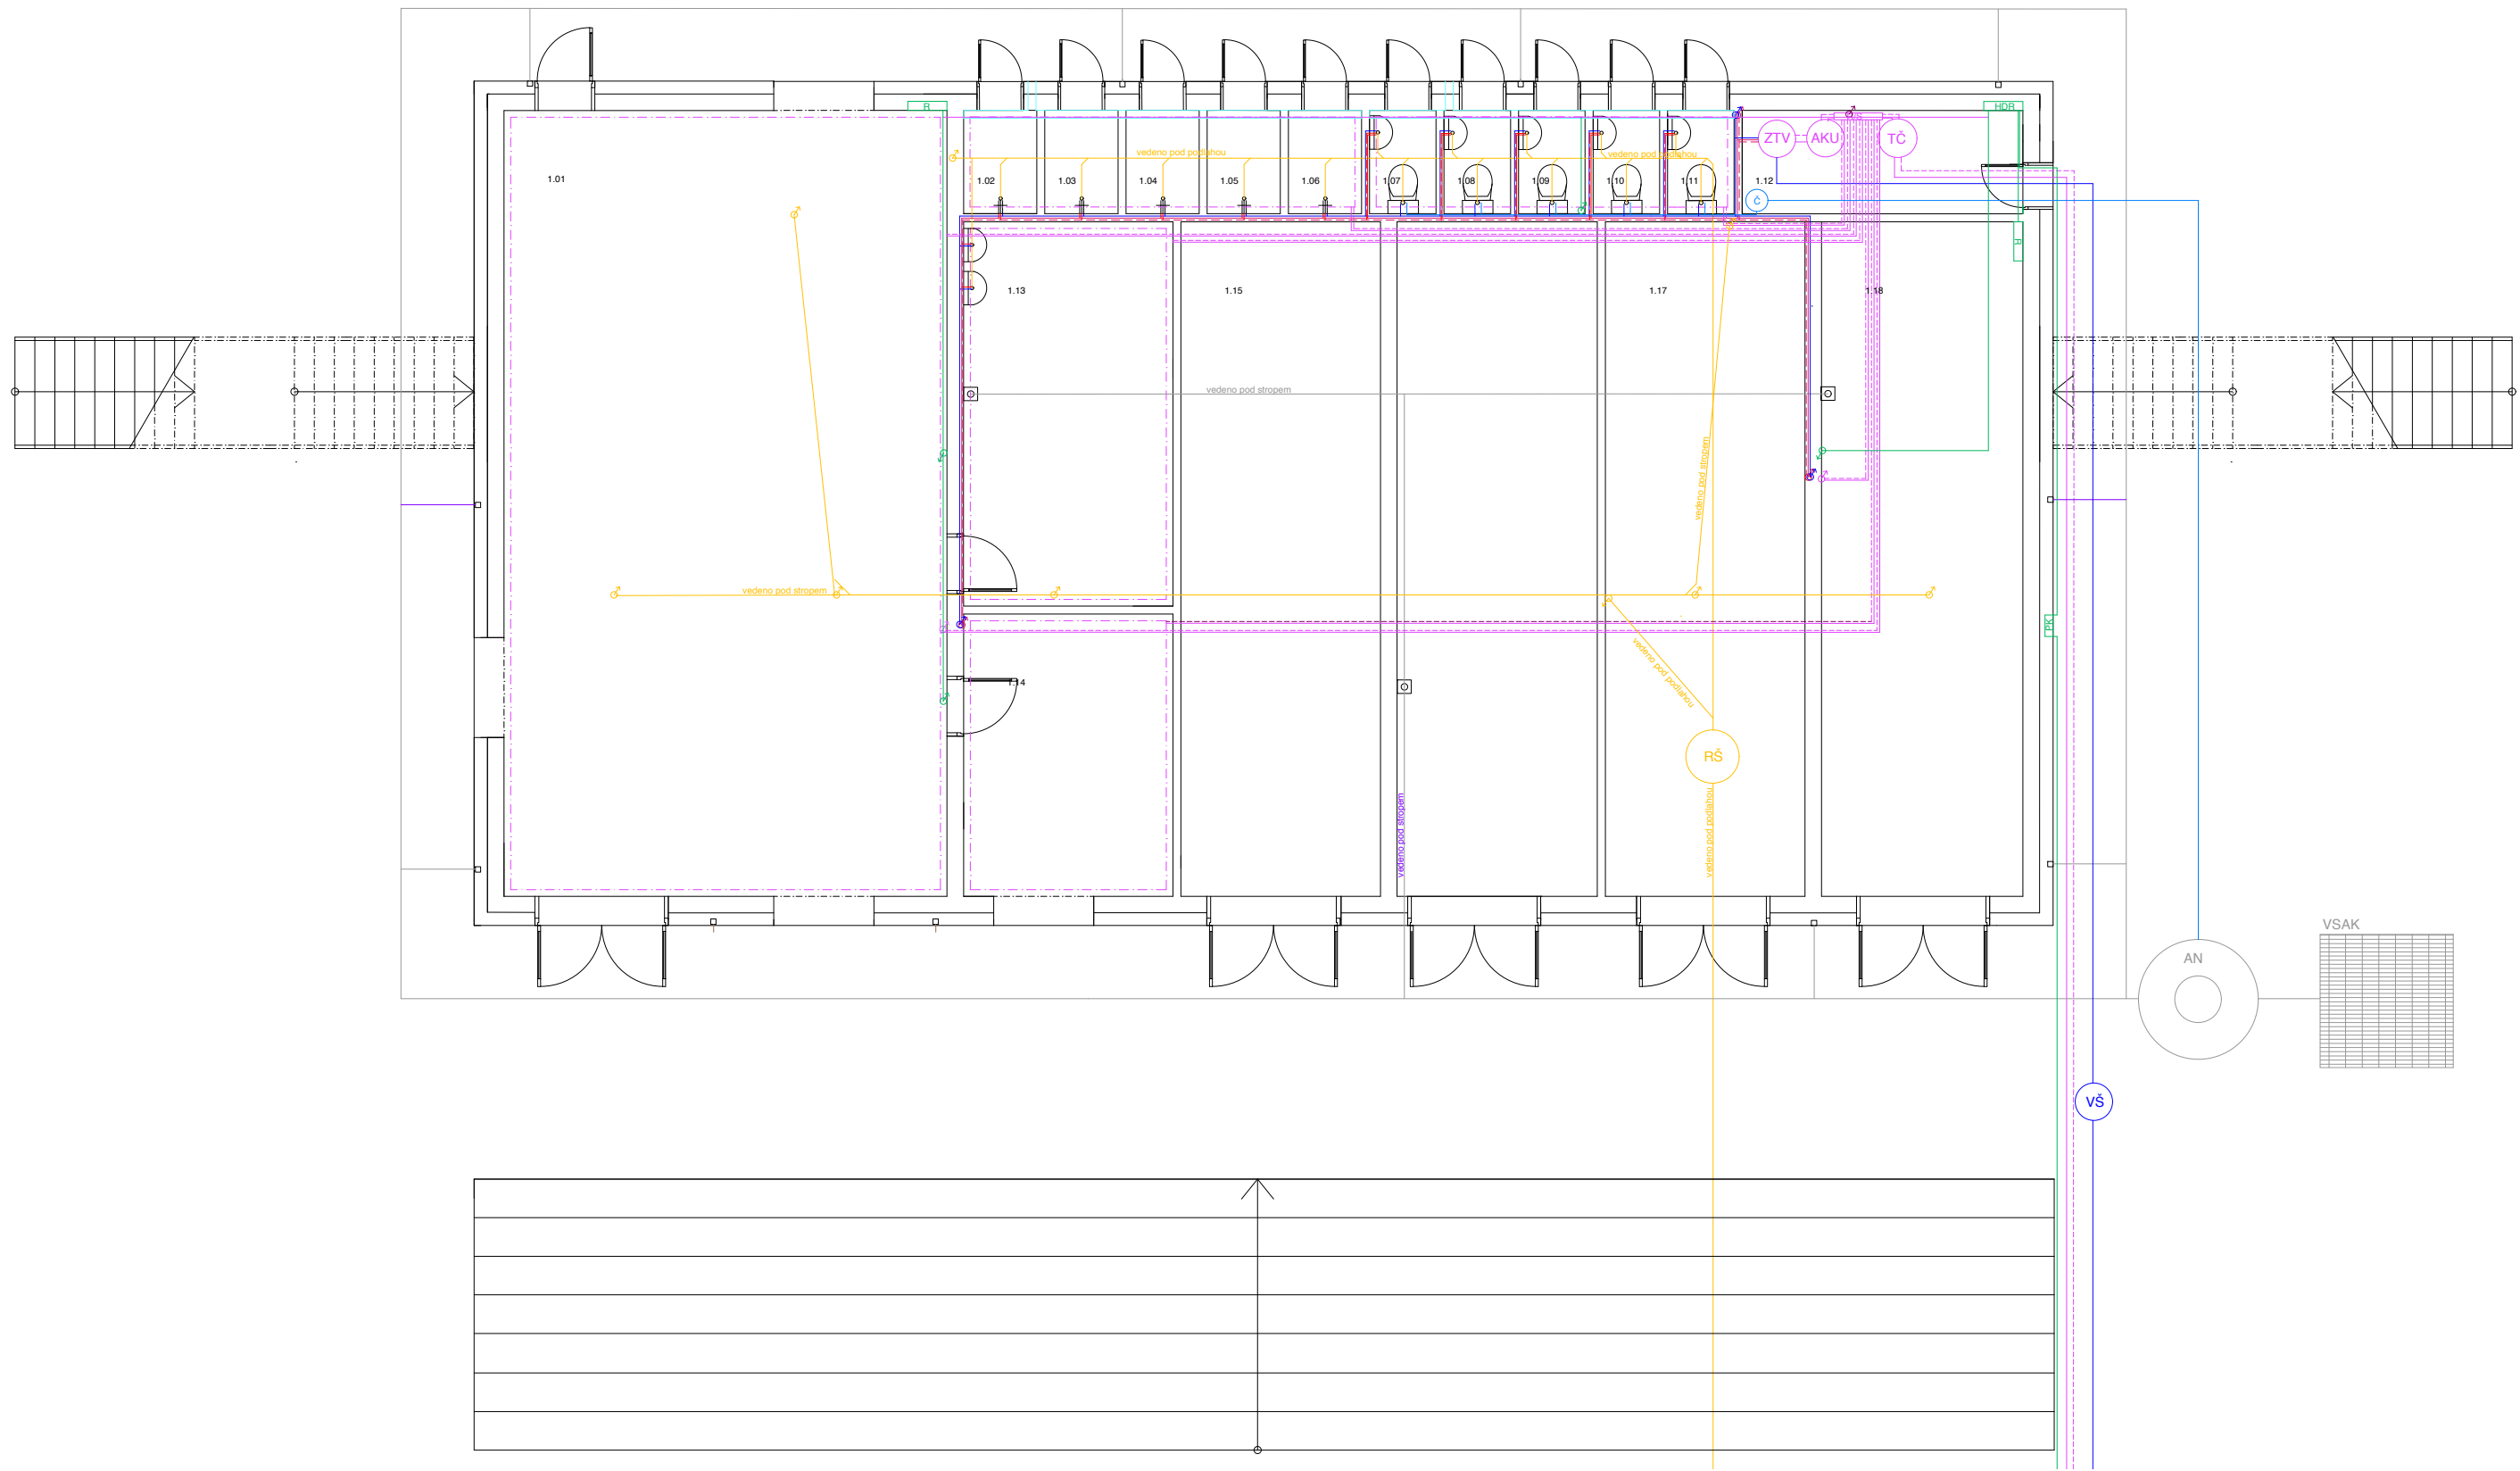 R
HDR
ZTV
AKU
TČ
vedeno pod podlahou
vedeno pod podlahou
1.01
1.02
1.03
1.04
1.05
1.06
1.07
1.08
1.09
1.10
1.11
1.12
Č
R
1.13
1.15
1.17
1.18
vedeno pod stropem
vedeno pod stropem
vedeno pod stropem
PK
vedeno pod podlahou
1.14
RŠ
vedeno pod stropem
vedeno pod podlahou
VSAK
AN
VŠ